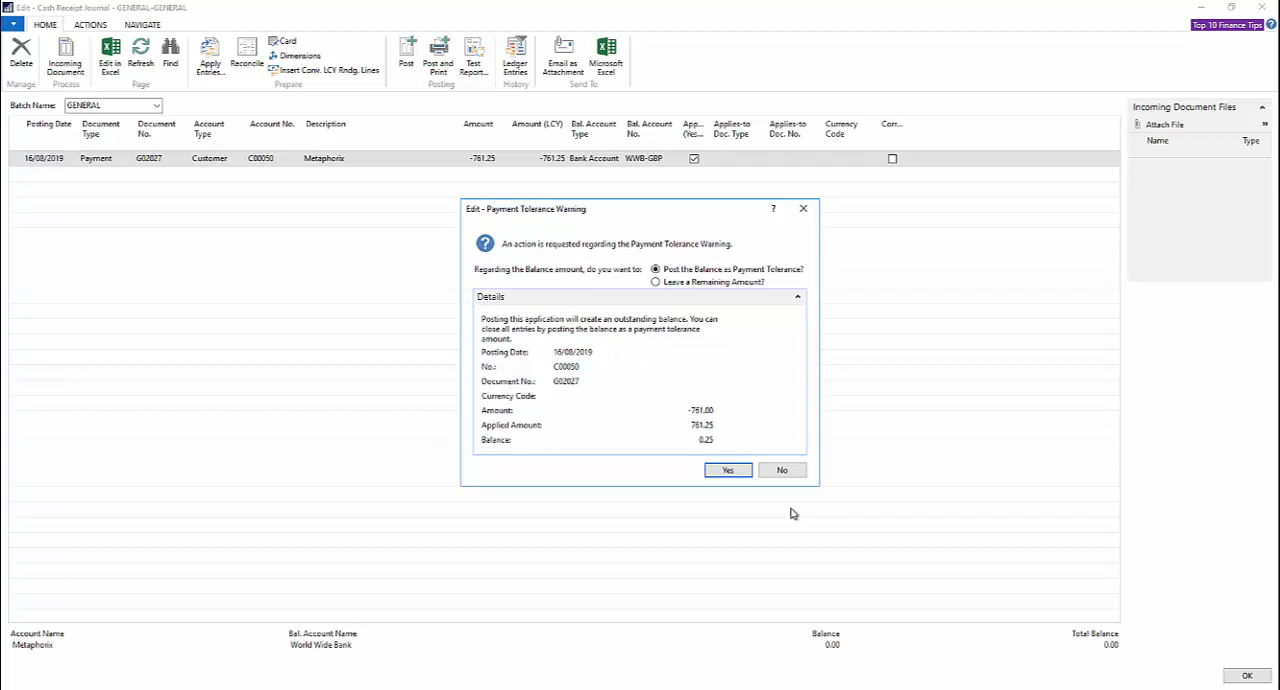 Edit - Cash Receipt Journal - GENERAL-GENERAL
HOME ACTIONS NAVIGATE
Top 10 Finance Tips
Delete
Incoming Document
Edit in Excel
Refresh
Find
Apply Entries...
Reconcile
Card
Dimensions
Insert Conv. LCY Rndg. Lines
Post
Post and Print
Test Report...
Ledger Entries
Email as Attachment
Microsoft Excel
Manage Process Page Prepare Posting History Send To
Batch Name: GENERAL
Posting Date Document Type Document No. Account Type Account No. Description Amount Amount (LCY) Bal. Account Type Bal. Account No. App... (Yes... Applies-to Doc. Type Applies-to Doc. No. Currency Code Corr...
16/08/2019 Payment G02027 Customer C00050 Metaphorix -761.25 -761.25 Bank Account WWB-GBP
Incoming Document Files
Attach File
Name Type
Edit - Payment Tolerance Warning
An action is requested regarding the Payment Tolerance Warning.
Regarding the Balance amount, do you want to: Post the Balance as Payment Tolerance?
Leave a Remaining Amount?
Details
Posting this application will create an outstanding balance. You can
close all entries by posting the balance as a payment tolerance
amount.
Posting Date: 16/08/2019
No.: C00050
Document No.: G02027
Currency Code:
Amount: -761.00
Applied Amount: 761.25
Balance: 0.25
Yes No
Account Name Bal. Account Name Balance Total Balance
Metaphorix World Wide Bank 0.00 0.00
OK